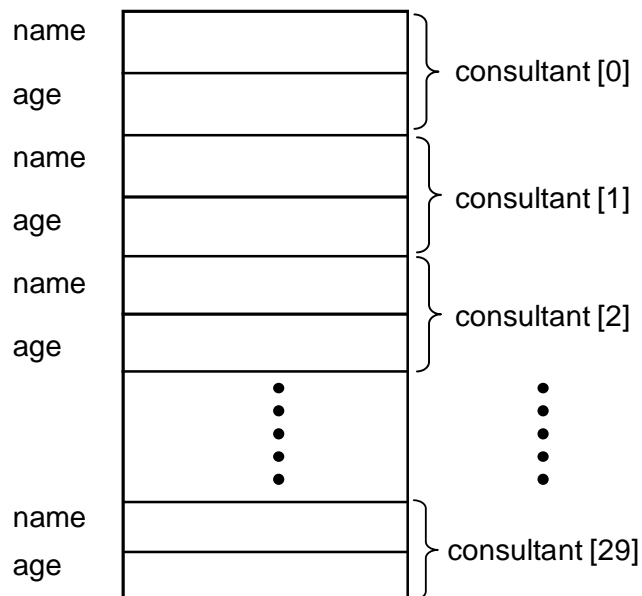 name
consultant [0]
age
name
consultant [1]
age
name
consultant [2]
age
name
consultant [29]
age